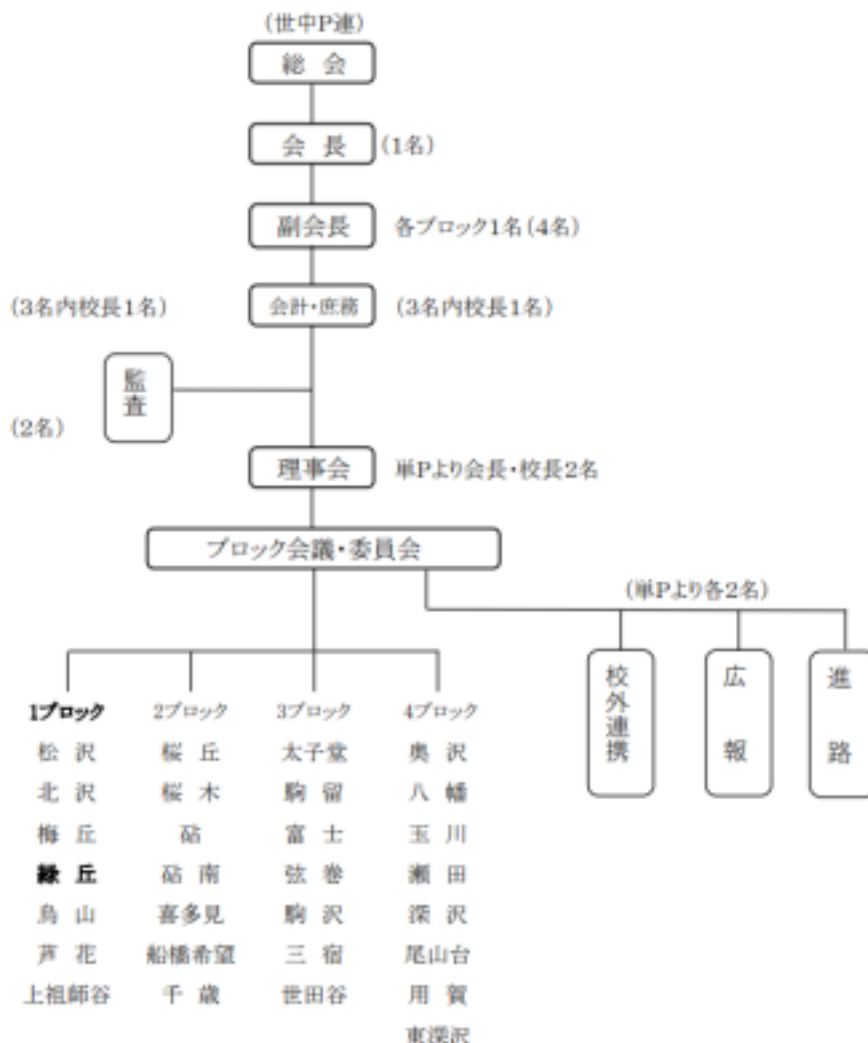 (世中P連)
総 会
会 長 (1名)
副会長 各ブロック1名(4名)
(3名内校長1名) 会計・庶務 (3名内校長1名)
監査
(2名)
理事会 単Pより会長・校長2名
ブロック会議・委員会
(単Pより各2名)
校外連携 広報 進路
1ブロック 2ブロック 3ブロック 4ブロック
松 沢 桜 丘 太子堂 奥 沢
北 沢 桜 木 駒 留 八 幡
梅 丘 砧 富 士 玉 川
緑 丘 砧 南 弦 巻 瀬 田
烏 山 喜多見 駒 沢 深 沢
芦 花 船橋希望 三 宿 尾山台
上祖師谷 千 歳 世田谷 用 賀
東深沢